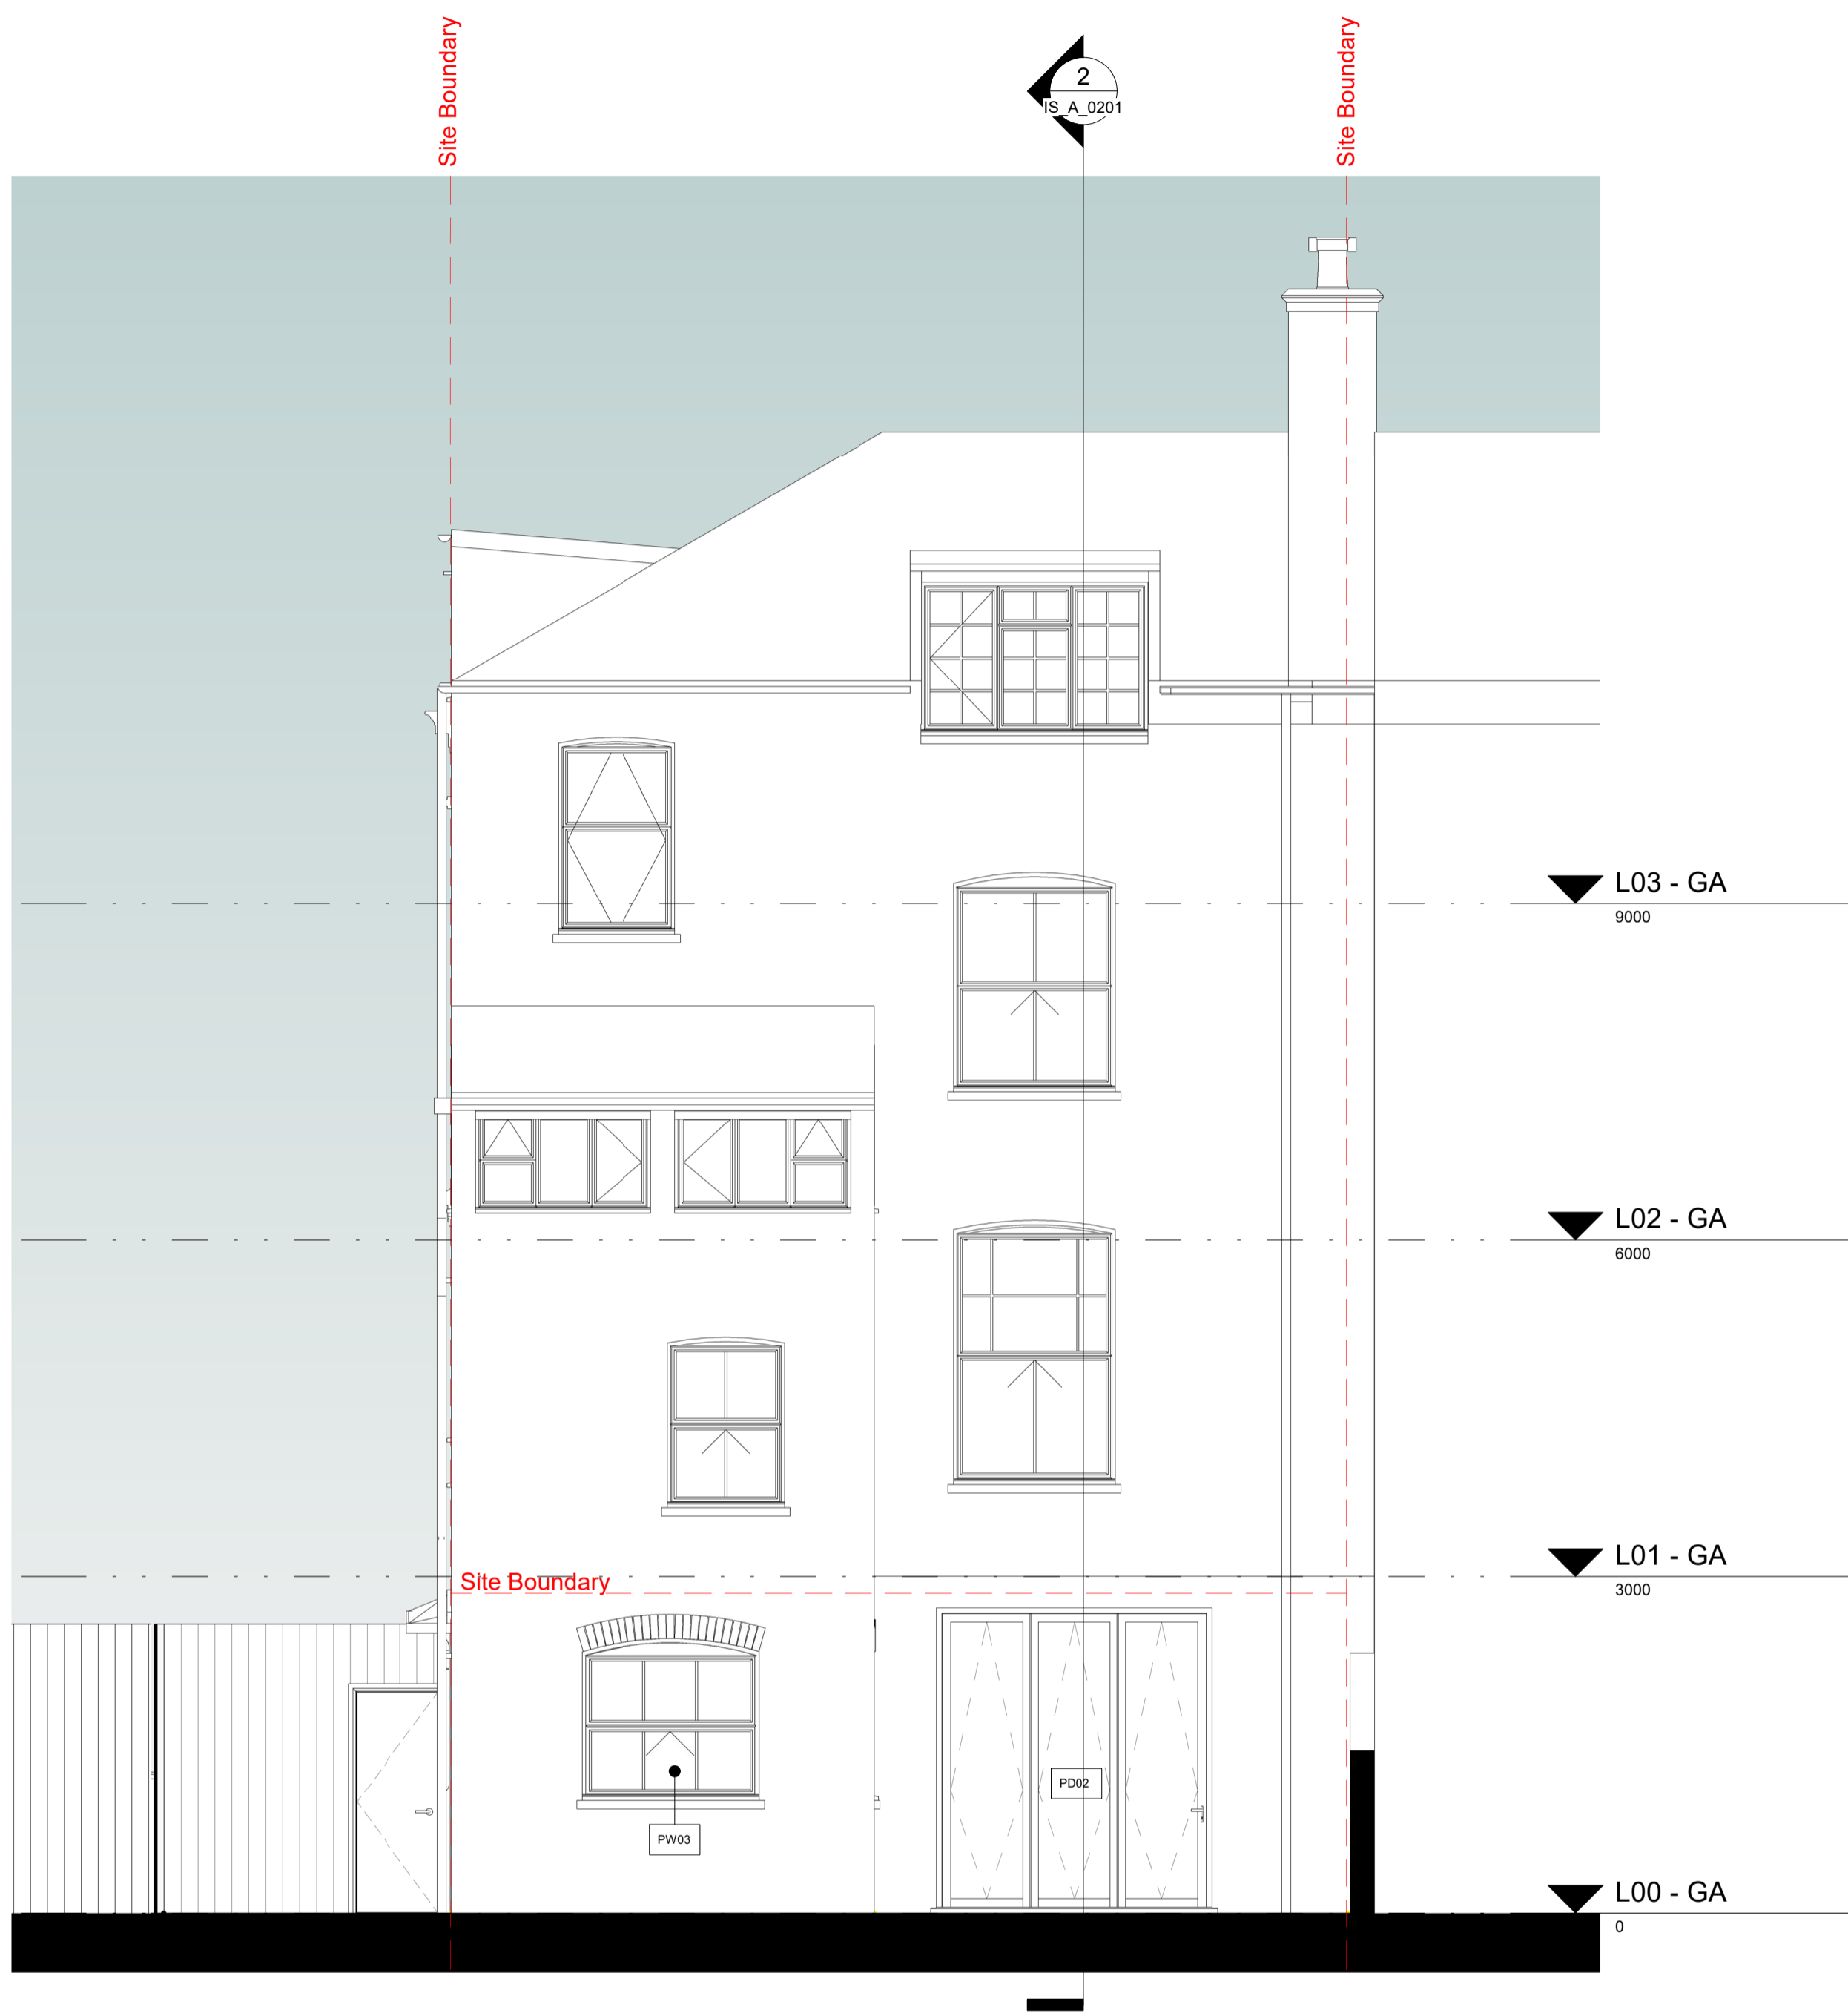 Site Boundary
Site Boundary
2
IS_A_0201
L03 - GA
9000
L02 - GA
6000
L01 - GA
3000
Site Boundary
PD02
PW03
L00 - GA
0